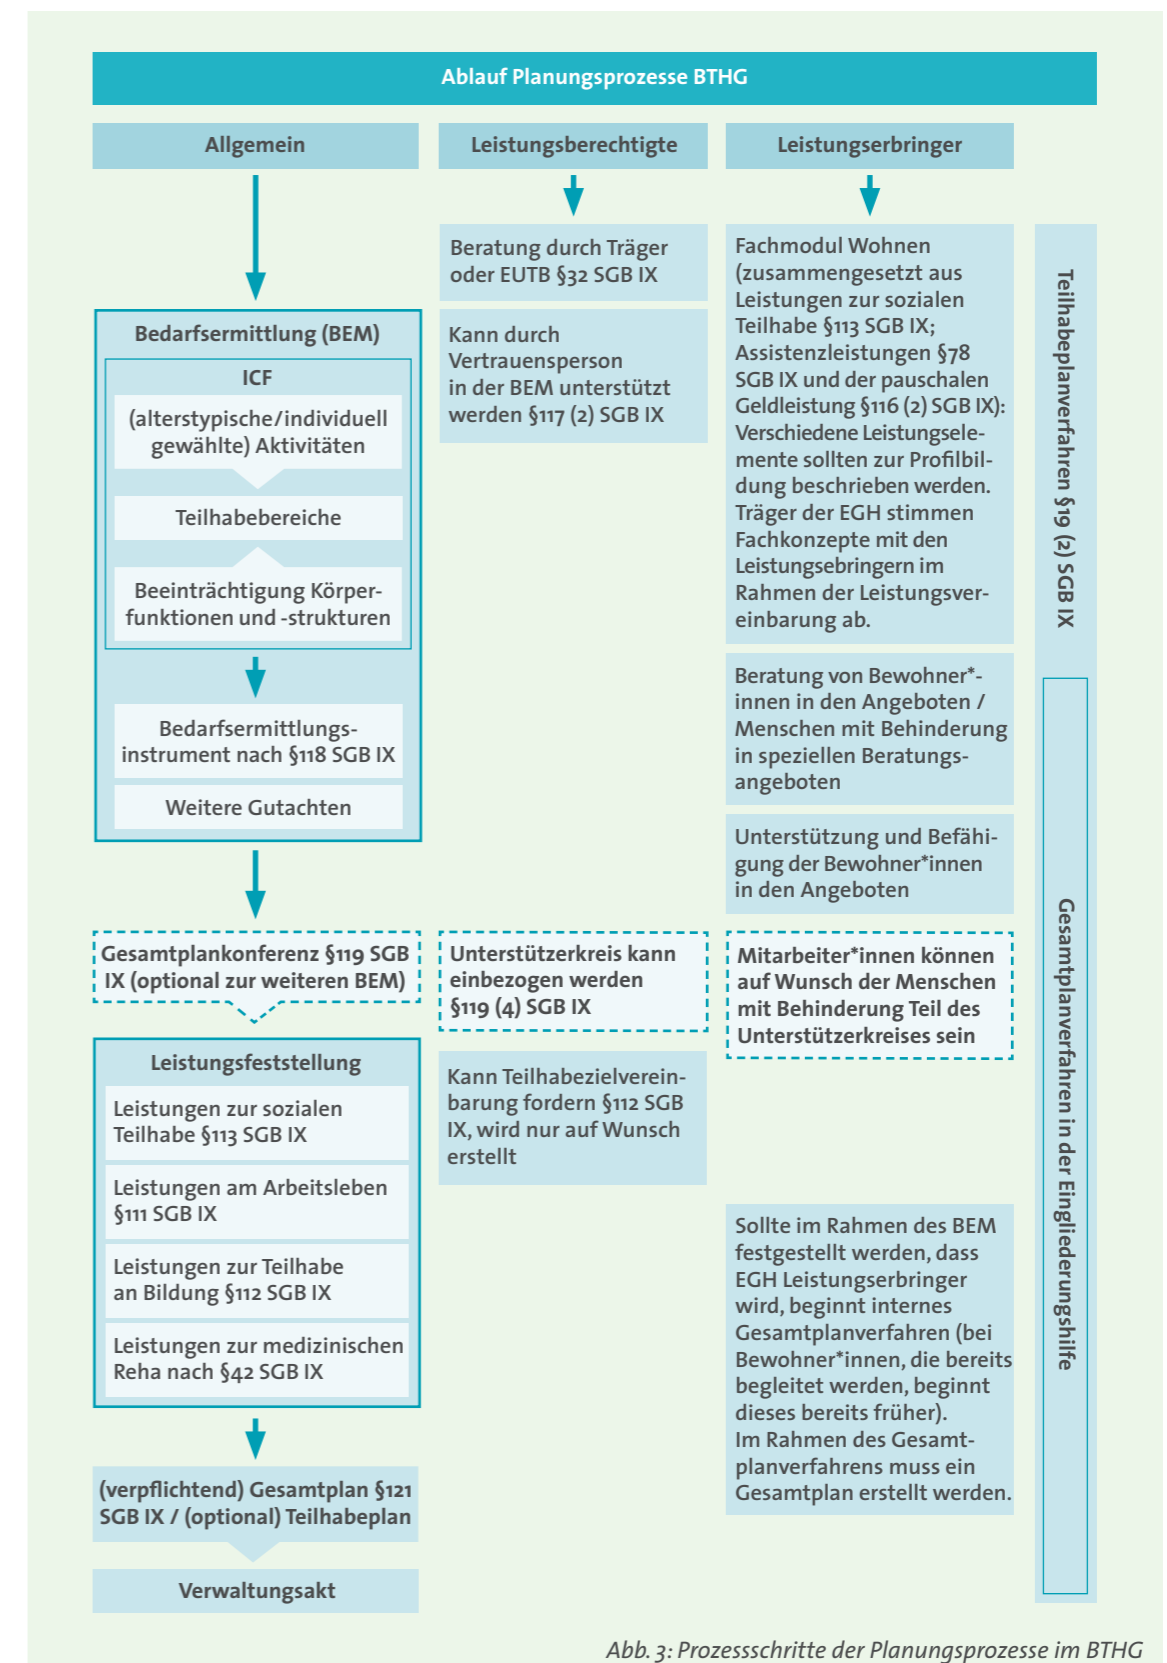 Ablauf Planungsprozesse BTHG
Allgemein
Bedarfsermittlung (BEM)
ICF
(alterstypische/individuell
gewählte) Aktivitäten
Teilhabebereiche
Beeinträchtigung Körper-
funktionen und -strukturen
Bedarfsermittlungs-
instrument nach §118 SGB IX
Weitere Gutachten
Gesamtplankonferenz §119 SGB
IX (optional zur weiteren BEM)
Leistungsfeststellung
Leistungen zur sozialen
Teilhabe §113 SGB IX
Leistungen am Arbeitsleben
§111 SGB IX
Leistungen zur Teilhabe
an Bildung §112 SGB IX
Leistungen zur medizinischen
Reha nach §42 SGB IX
(verpflichtend) Gesamtplan §121
SGB IX / (optional) Teilhabeplan
Verwaltungsakt
Leistungsberechtigte
Beratung durch Träger
oder EUTB §32 SGB IX
Kann durch
Vertrauensperson
in der BEM unterstützt
werden §117 (2) SGB IX
Unterstützerkreis kann
einbezogen werden
§119 (4) SGB IX
Kann Teilhabezielverein-
barung fordern §112 SGB
IX, wird nur auf Wunsch
erstellt
Leistungserbringer
Fachmodul Wohnen
(zusammengesetzt aus
Leistungen zur sozialen
Teilhabe §113 SGB IX;
Assistenzleistungen §78
SGB IX und der pauschalen
Geldleistung §116 (2) SGB IX):
Verschiedene Leistungsele-
mente sollten zur Profilbil-
dung beschrieben werden.
Träger der EGH stimmen
Fachkonzepte mit den
Leistungsebringern im
Rahmen der Leistungsver-
einbarung ab.
Beratung von Bewohner*-
innen in den Angeboten /
Menschen mit Behinderung
in speziellen Beratungs-
angeboten
Unterstützung und Befähi-
gung der Bewohner*innen
in den Angeboten
Mitarbeiter*innen können
auf Wunsch der Menschen
mit Behinderung Teil des
Unterstützerkreises sein
Sollte im Rahmen des BEM
festgestellt werden, dass
EGH Leistungserbringer
wird, beginnt internes
Gesamtplanverfahren (bei
Bewohner*innen, die bereits
begleitet werden, beginnt
dieses bereits früher).
Im Rahmen des Gesamt-
planverfahrens muss ein
Gesamtplan erstellt werden.
Teilhabeplanverfahren §19 (2) SGB IX
Gesamtplanverfahren in der Eingliederungshilfe
Abb. 3: Prozessschritte der Planungsprozesse im BTHG